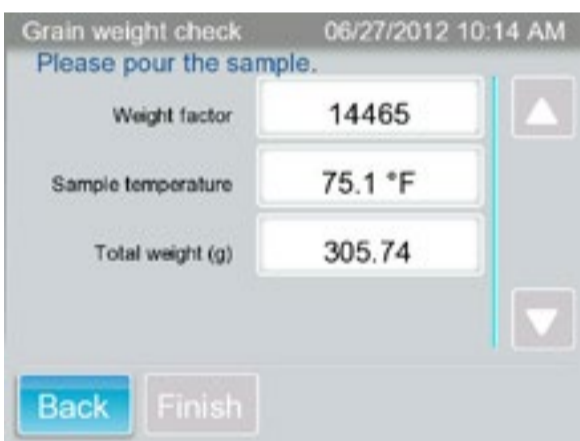 Grain weight check 06/27/2012 10:14 AM
Please pour the sample.
Weight factor 14465
Sample temperature 75.1 °F
Total weight (g) 305.74
Back Finish